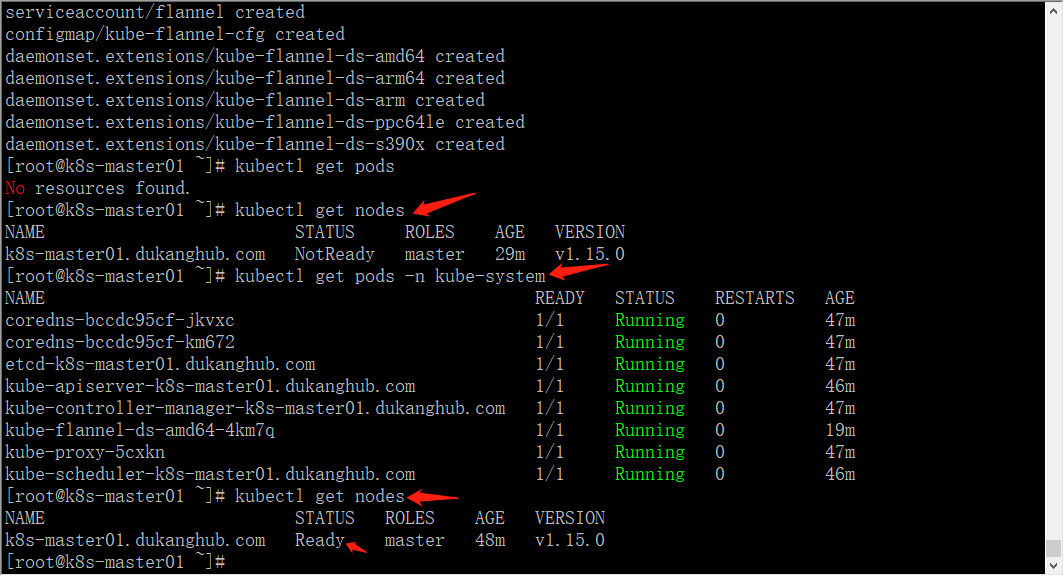 serviceaccount/flannel created
configmap/kube-flannel-cfg created
daemonset.extensions/kube-flannel-ds-amd64 created
daemonset.extensions/kube-flannel-ds-arm64 created
daemonset.extensions/kube-flannel-ds-arm created
daemonset.extensions/kube-flannel-ds-ppc64le created
daemonset.extensions/kube-flannel-ds-s390x created
[root@k8s-master01 ~]# kubectl get pods
No resources found.
[root@k8s-master01 ~]# kubectl get nodes
NAME STATUS ROLES AGE VERSION
k8s-master01.dukanghub.com NotReady master 29m v1.15.0
[root@k8s-master01 ~]# kubectl get pods -n kube-system
NAME READY STATUS RESTARTS AGE
coredns-bccdc95cf-jkvxc 1/1 Running 0 47m
coredns-bccdc95cf-km672 1/1 Running 0 47m
etcd-k8s-master01.dukanghub.com 1/1 Running 0 47m
kube-apiserver-k8s-master01.dukanghub.com 1/1 Running 0 46m
kube-controller-manager-k8s-master01.dukanghub.com 1/1 Running 0 47m
kube-flannel-ds-amd64-4km7q 1/1 Running 0 19m
kube-proxy-5cxkn 1/1 Running 0 47m
kube-scheduler-k8s-master01.dukanghub.com 1/1 Running 0 46m
[root@k8s-master01 ~]# kubectl get nodes
NAME STATUS ROLES AGE VERSION
k8s-master01.dukanghub.com Ready master 48m v1.15.0
[root@k8s-master01 ~]#